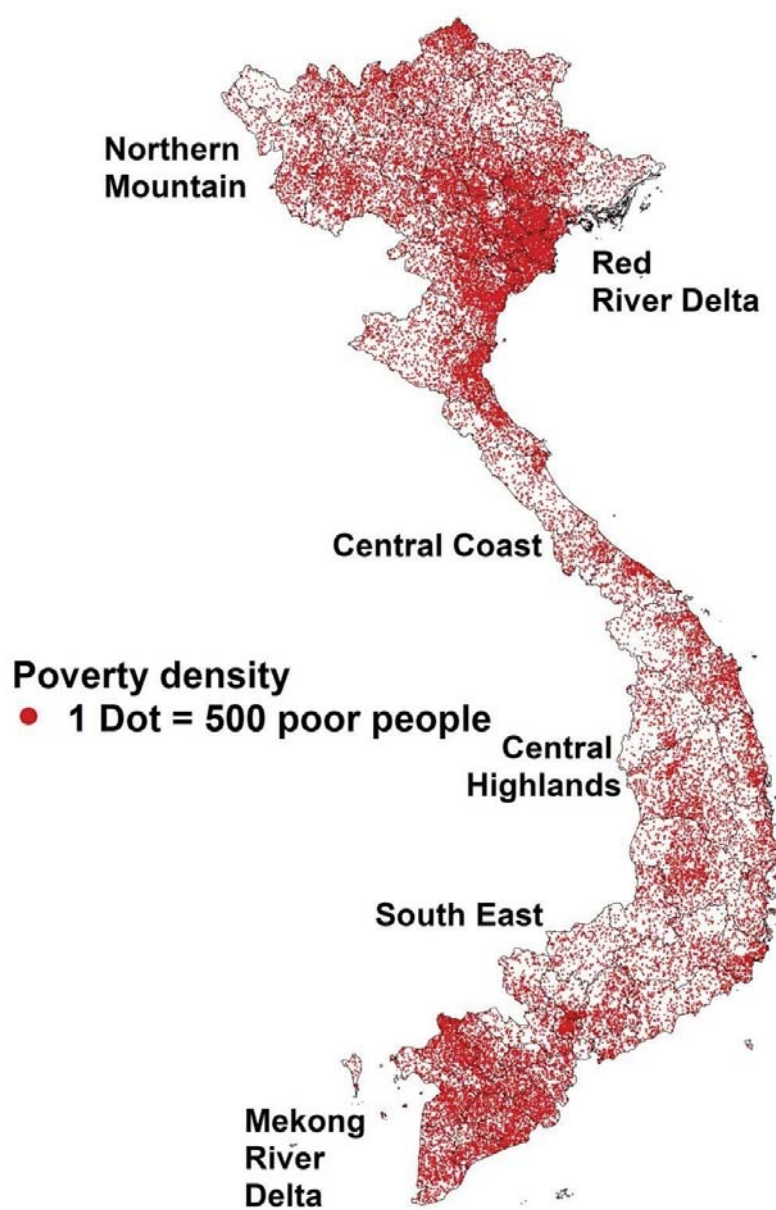 Northern
Mountain
Red
River Delta
Central Coast
Poverty density
1 Dot = 500 poor people
Central
Highlands
South East
Mekong
River
Delta